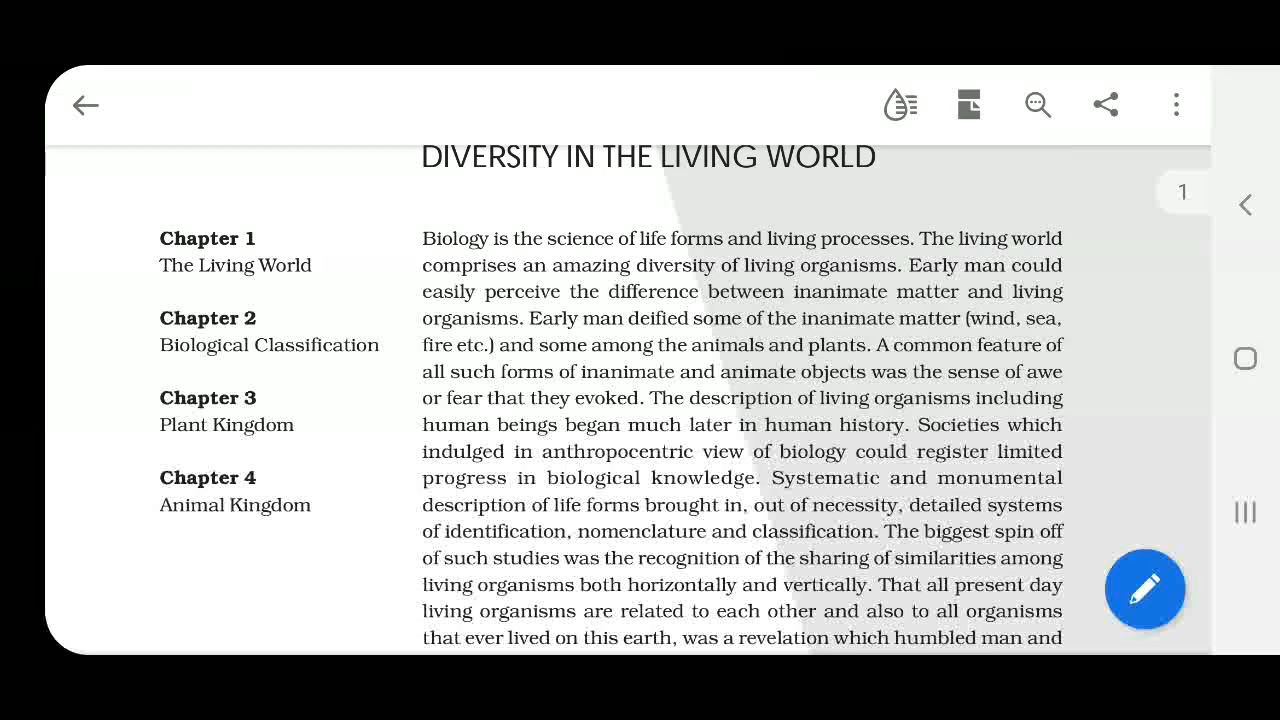 DIVERSITY IN THE LIVING WORLD
1
Chapter 1
The Living World
Chapter 2
Biological Classification
Chapter 3
Plant Kingdom
Chapter 4
Animal Kingdom
Biology is the science of life forms and living processes. The living world
comprises an amazing diversity of living organisms. Early man could
easily perceive the difference between inanimate matter and living
organisms. Early man deified some of the inanimate matter (wind, sea,
fire etc.) and some among the animals and plants. A common feature of
all such forms of inanimate and animate objects was the sense of awe
or fear that they evoked. The description of living organisms including
human beings began much later in human history. Societies which
indulged in anthropocentric view of biology could register limited
progress in biological knowledge. Systematic and monumental
description of life forms brought in, out of necessity, detailed systems
of identification, nomenclature and classification. The biggest spin off
of such studies was the recognition of the sharing of similarities among
living organisms both horizontally and vertically. That all present day
living organisms are related to each other and also to all organisms
that ever lived on this earth, was a revelation which humbled man and